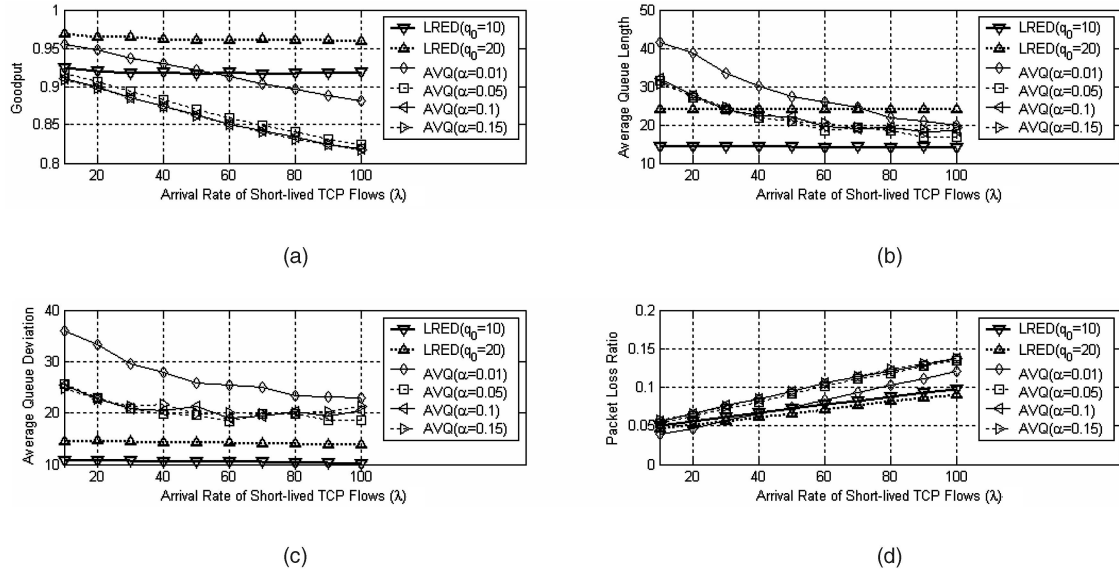 0.95
0.9
0.85
0.8
20
40
60
80
100
Goodput
Arrival Rate of Short-lived TCP Flows (λ)
LRED(q0=10)
LRED(q0=20)
AVQ(α=0.01)
AVQ(α=0.05)
AVQ(α=0.1)
AVQ(α=0.15)
(a)
50
40
30
20
10
20
40
60
80
100
Average Queue Length
Arrival Rate of Short-lived TCP Flows (λ)
LRED(q0=10)
LRED(q0=20)
AVQ(α=0.01)
AVQ(α=0.05)
AVQ(α=0.1)
AVQ(α=0.15)
(b)
40
30
20
10
20
40
60
80
100
Average Queue Deviation
Arrival Rate of Short-lived TCP Flows (λ)
LRED(q0=10)
LRED(q0=20)
AVQ(α=0.01)
AVQ(α=0.05)
AVQ(α=0.1)
AVQ(α=0.15)
(c)
0.2
0.15
0.1
0.05
0
20
40
60
80
100
Packet Loss Ratio
Arrival Rate of Short-lived TCP Flows (λ)
LRED(q0=10)
LRED(q0=20)
AVQ(α=0.01)
AVQ(α=0.05)
AVQ(α=0.1)
AVQ(α=0.15)
(d)